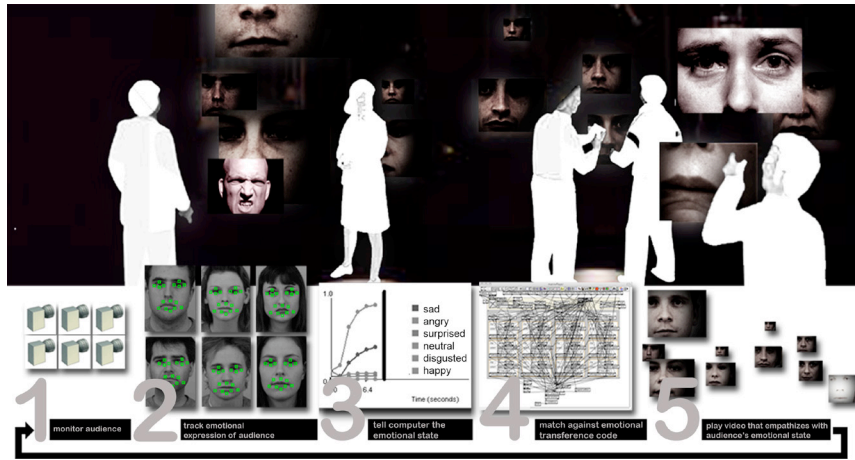 1.0
sad
angry
surprised
neutral
disgusted
happy
6.4
Time (seconds)
1
monitor audience
2
track emotional
expression of audience
3
tell computer the
emotional state
4
match against emotional
transference code
5
play video that empathizes with
audience's emotional state